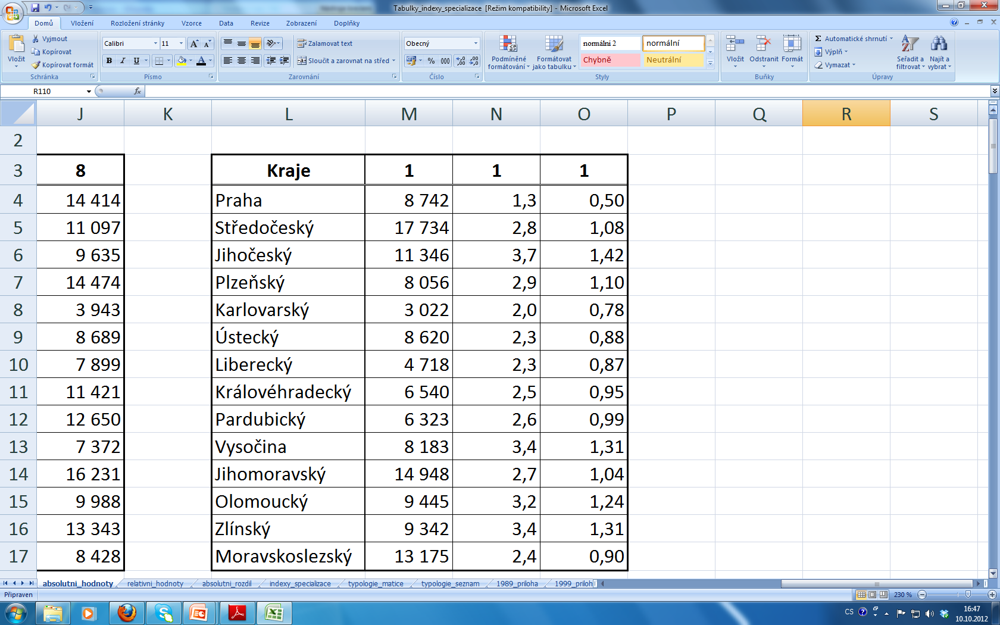 Tabulky_indexy_specializace [Režim kompatibility] - Microsoft Excel
Domů Vložení Rozložení stránky Vzorce Data Revize Zobrazení Doplňky
Vložit
Vyjmout
Kopírovat
Kopírovat formát
Schránka
Calibri 11
B I U A
Písmo
Zalamovat text
Sloučit a zarovnat na střed
Zarovnání
Obecný
% 000
Číslo
Podmíněné formátování
Formátovat jako tabulku
normální 2 normální
Chybně Neutrální
Styly
Vložit Odstranit Formát
Buňky
Σ Automatické shrnutí
Výplň
Vymazat
Seřadit a filtrovat
Najít a vybrat
Úpravy
R110 fx
J K L M N O P Q R S
2
3 8 Kraje 1 1 1
4 14 414 Praha 8 742 1,3 0,50
5 11 097 Středočeský 17 734 2,8 1,08
6 9 635 Jihočeský 11 346 3,7 1,42
7 14 474 Plzeňský 8 056 2,9 1,10
8 3 943 Karlovarský 3 022 2,0 0,78
9 8 689 Ústecký 8 620 2,3 0,88
10 7 899 Liberecký 4 718 2,3 0,87
11 11 421 Královéhradecký 6 540 2,5 0,95
12 12 650 Pardubický 6 323 2,6 0,99
13 7 372 Vysočina 8 183 3,4 1,31
14 16 231 Jihomoravský 14 948 2,7 1,04
15 9 988 Olomoucký 9 445 3,2 1,24
16 13 343 Zlínský 9 342 3,4 1,31
17 8 428 Moravskoslezský 13 175 2,4 0,90
absolutni_hodnoty relativni_hodnoty absolutni_rozdil indexy_specializace typologie_matice typologie_seznam 1989_priloha 1999_priloh
Připraven 230 %
CS 16:47
10.10.2012